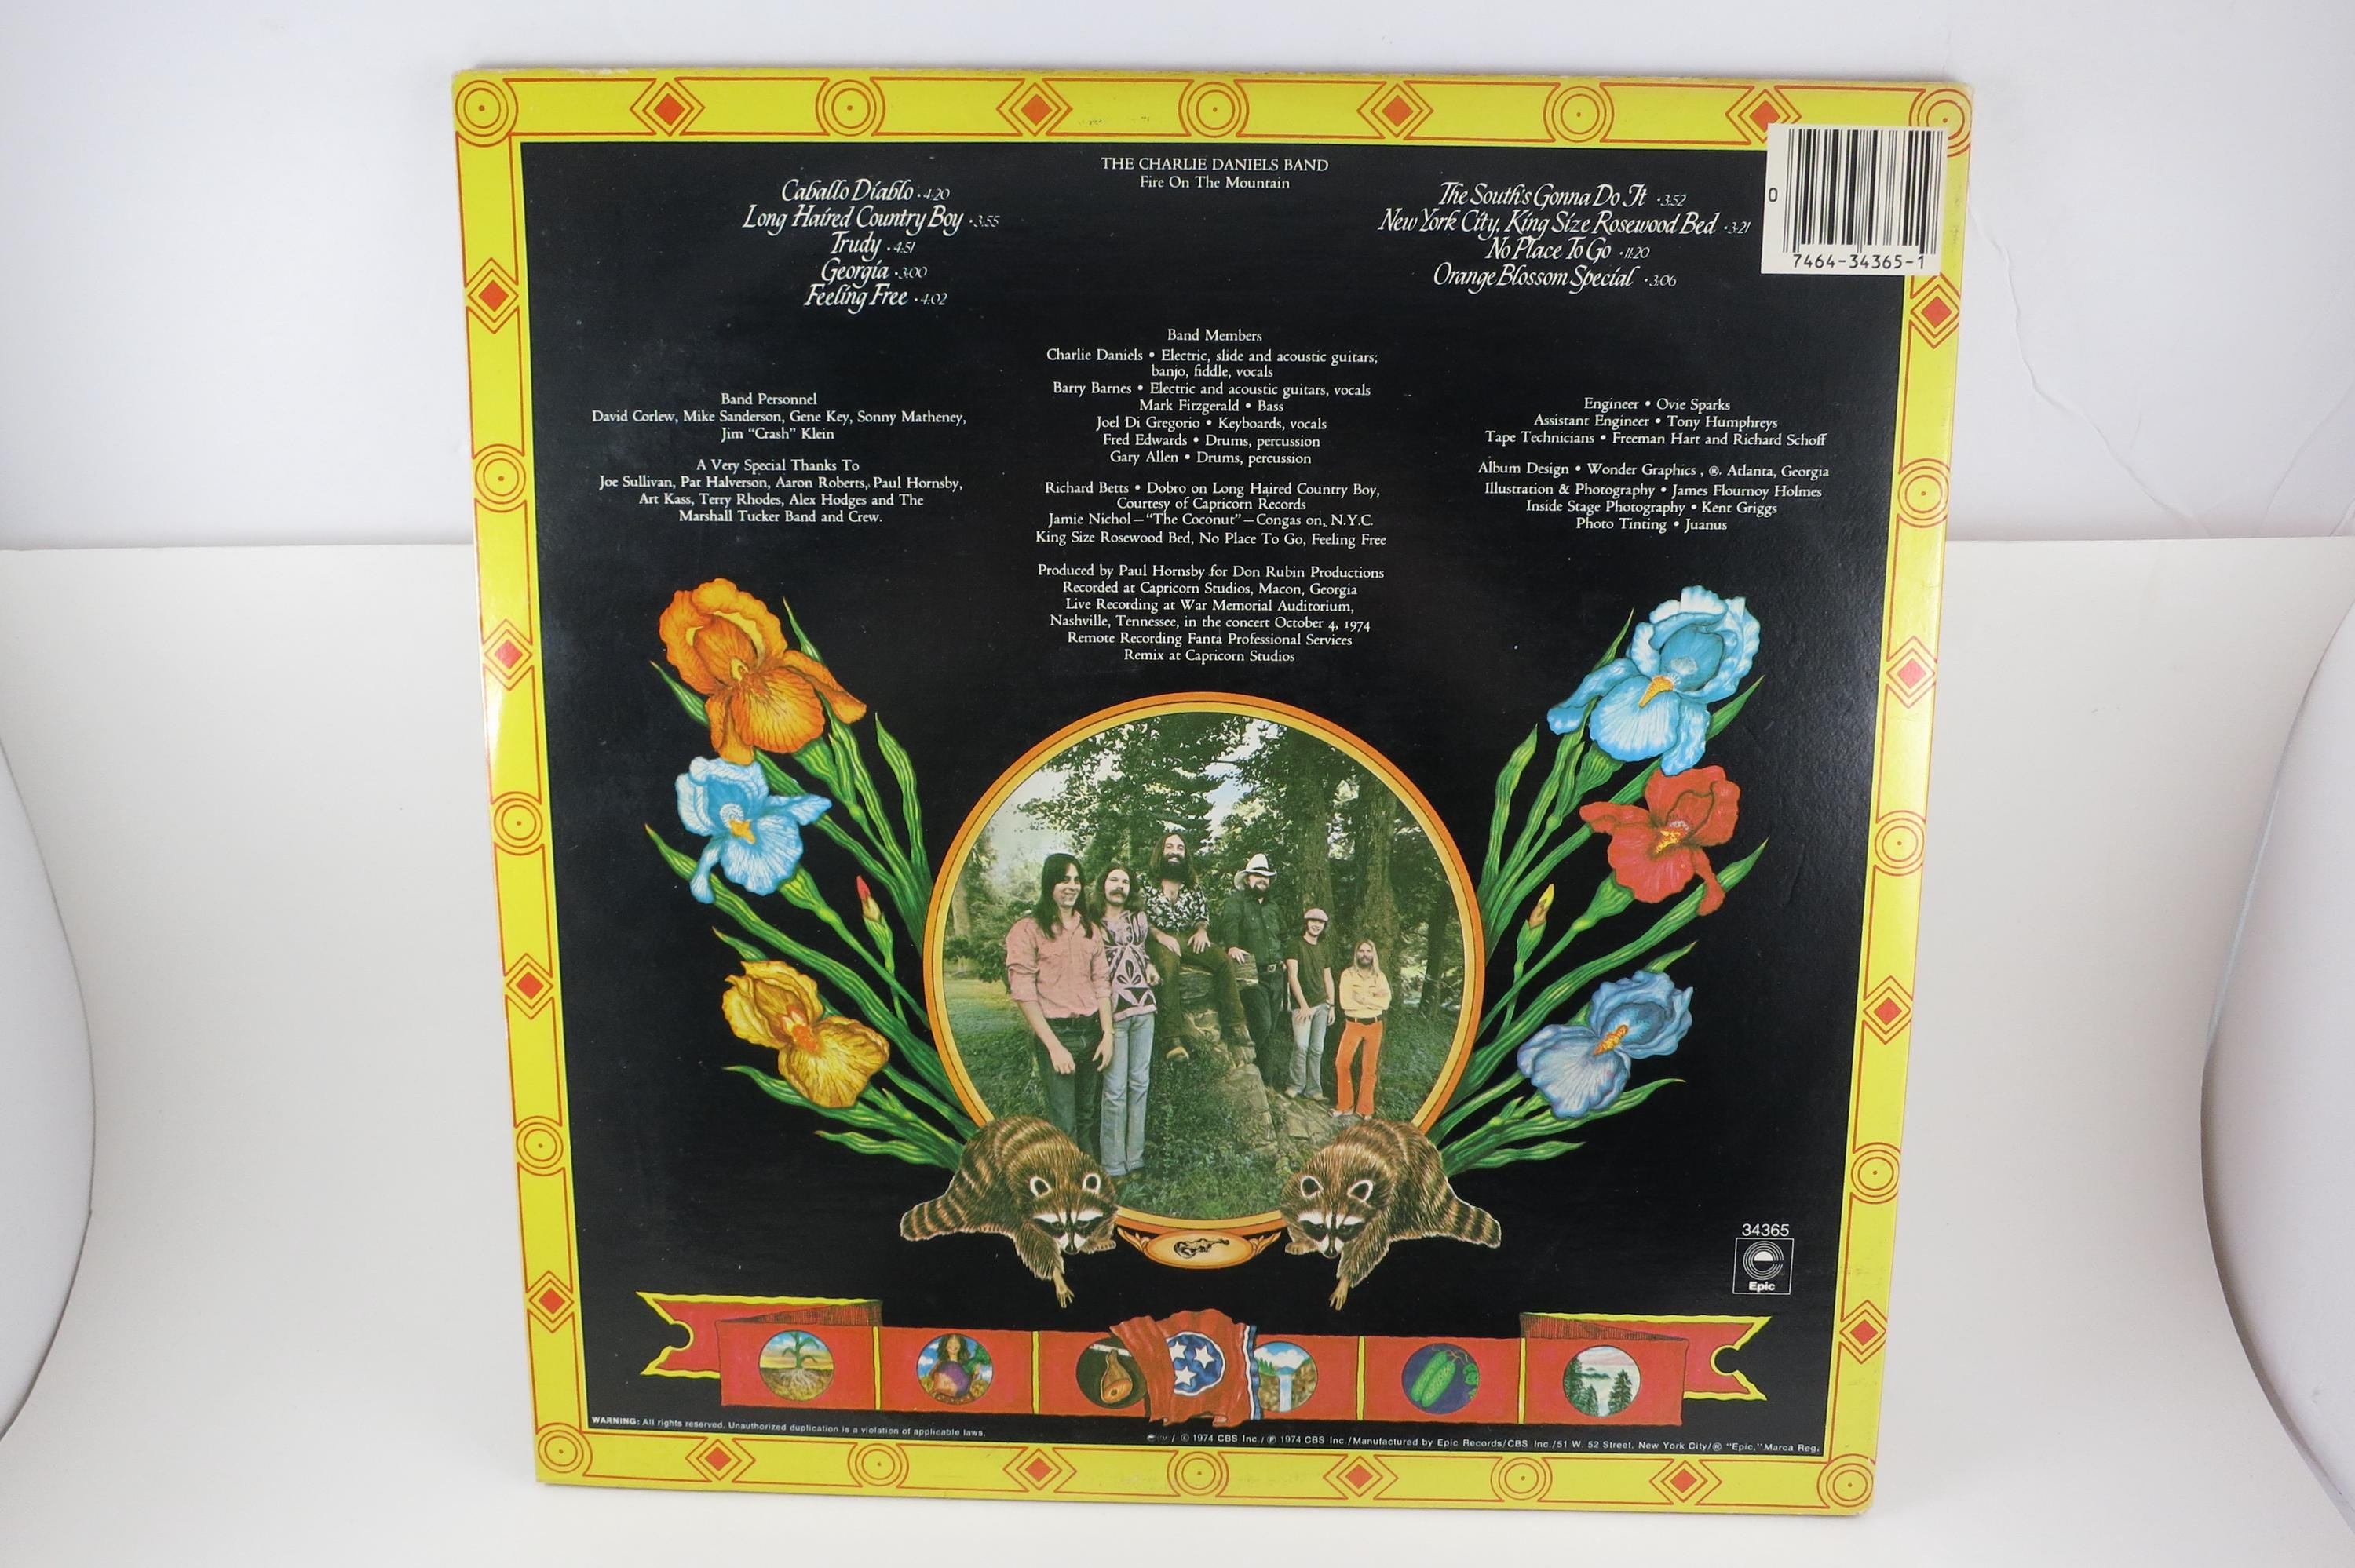 THE CHARLIE DANIELS BAND
Fire On The Mountain
Caballo Diablo • 4:20
Long Haired Country Boy • 3:55
Trudy • 4:51
Georgia • 3:00
Feeling Free • 4:02
The South's Gonna Do It • 3:52
New York City, King Size Rosewood Bed • 3:21
No Place To Go • 11:20
Orange Blossom Special • 3:06
0
7464-34365-1
Band Personnel
David Corlew, Mike Sanderson, Gene Key, Sonny Matheney,
Jim “Crash” Klein
A Very Special Thanks To
Joe Sullivan, Pat Halverson, Aaron Roberts, Paul Hornsby,
Art Kass, Terry Rhodes, Alex Hodges and The
Marshall Tucker Band and Crew.
Band Members
Charlie Daniels • Electric, slide and acoustic guitars;
banjo, fiddle, vocals
Barry Barnes • Electric and acoustic guitars, vocals
Mark Fitzgerald • Bass
Joel Di Gregorio • Keyboards, vocals
Fred Edwards • Drums, percussion
Gary Allen • Drums, percussion
Richard Betts • Dobro on Long Haired Country Boy,
Courtesy of Capricorn Records
Jamie Nichol—“The Coconut”—Congas on, N.Y.C.
King Size Rosewood Bed, No Place To Go, Feeling Free
Produced by Paul Hornsby for Don Rubin Productions
Recorded at Capricorn Studios, Macon, Georgia
Live Recording at War Memorial Auditorium,
Nashville, Tennessee, in the concert October 4, 1974
Remote Recording Fanta Professional Services
Remix at Capricorn Studios
Engineer • Ovie Sparks
Assistant Engineer • Tony Humphreys
Tape Technicians • Freeman Hart and Richard Schoff
Album Design • Wonder Graphics, ®. Atlanta, Georgia
Illustration & Photography • James Flournoy Holmes
Inside Stage Photography • Kent Griggs
Photo Tinting • Juanus
34365
Epic
WARNING: All rights reserved. Unauthorized duplication is a violation of applicable laws.
/ © 1974 CBS Inc./ ℗ 1974 CBS Inc./Manufactured by Epic Records/CBS Inc./51 W. 52 Street, New York City/® "Epic," Marca Reg.